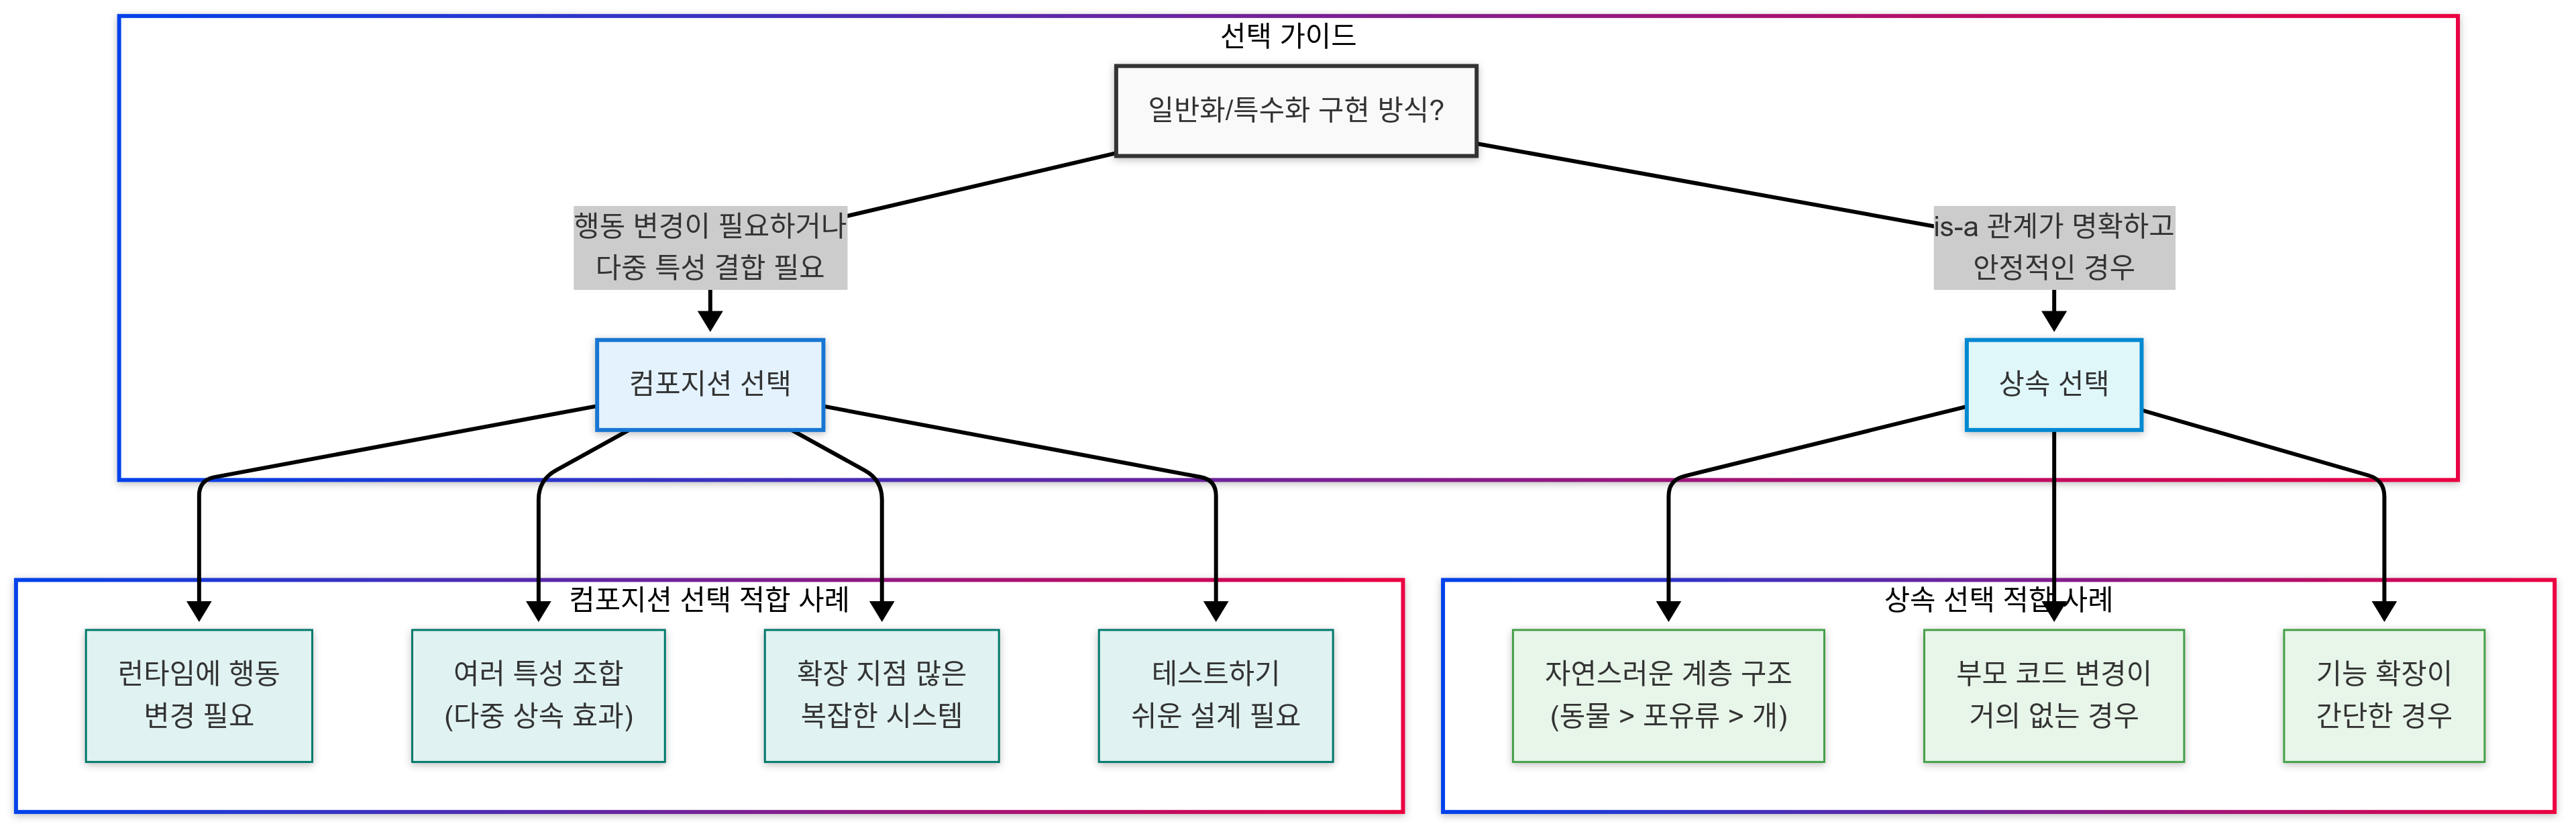 선택 가이드
일반화/특수화 구현 방식?
행동 변경이 필요하거나
다중 특성 결합 필요
is-a 관계가 명확하고
안정적인 경우
컴포지션 선택
상속 선택
컴포지션 선택 적합 사례
런타임에 행동
변경 필요
여러 특성 조합
(다중 상속 효과)
확장 지점 많은
복잡한 시스템
테스트하기
쉬운 설계 필요
상속 선택 적합 사례
자연스러운 계층 구조
(동물 > 포유류 > 개)
부모 코드 변경이
거의 없는 경우
기능 확장이
간단한 경우